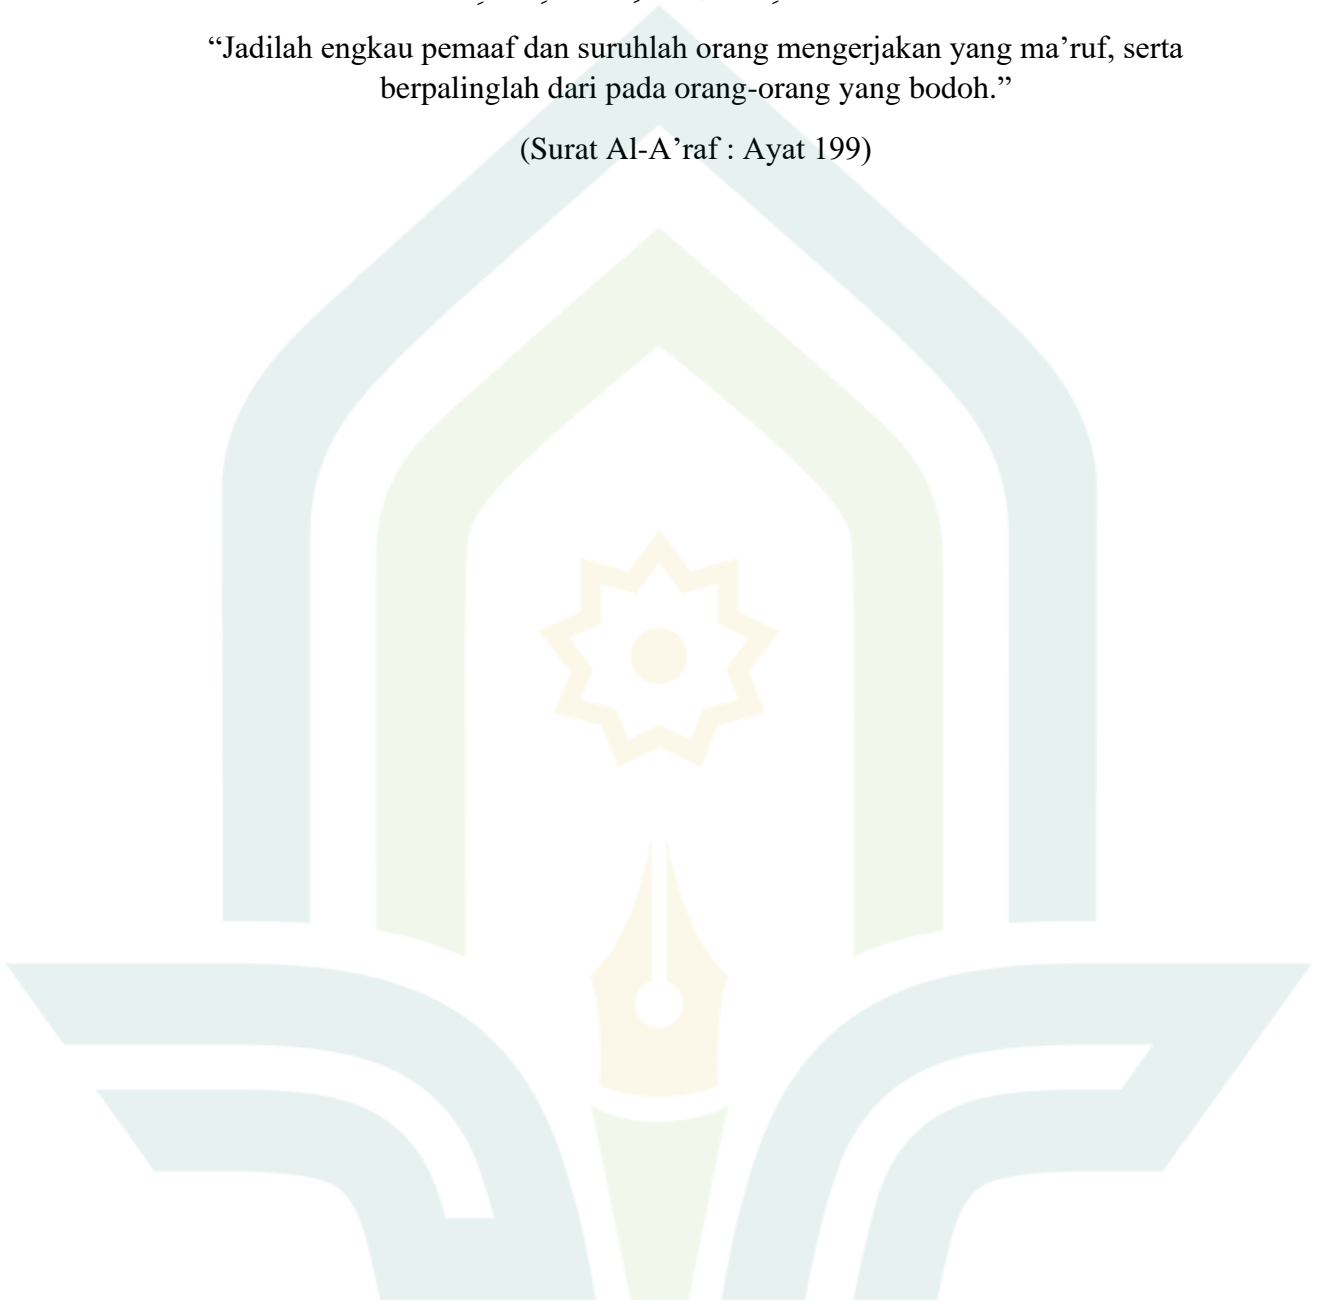 “Jadilah engkau pemaaf dan suruhlah orang mengerjakan yang ma’ruf, serta
berpalinglah dari pada orang-orang yang bodoh.”
(Surat Al-A’raf : Ayat 199)